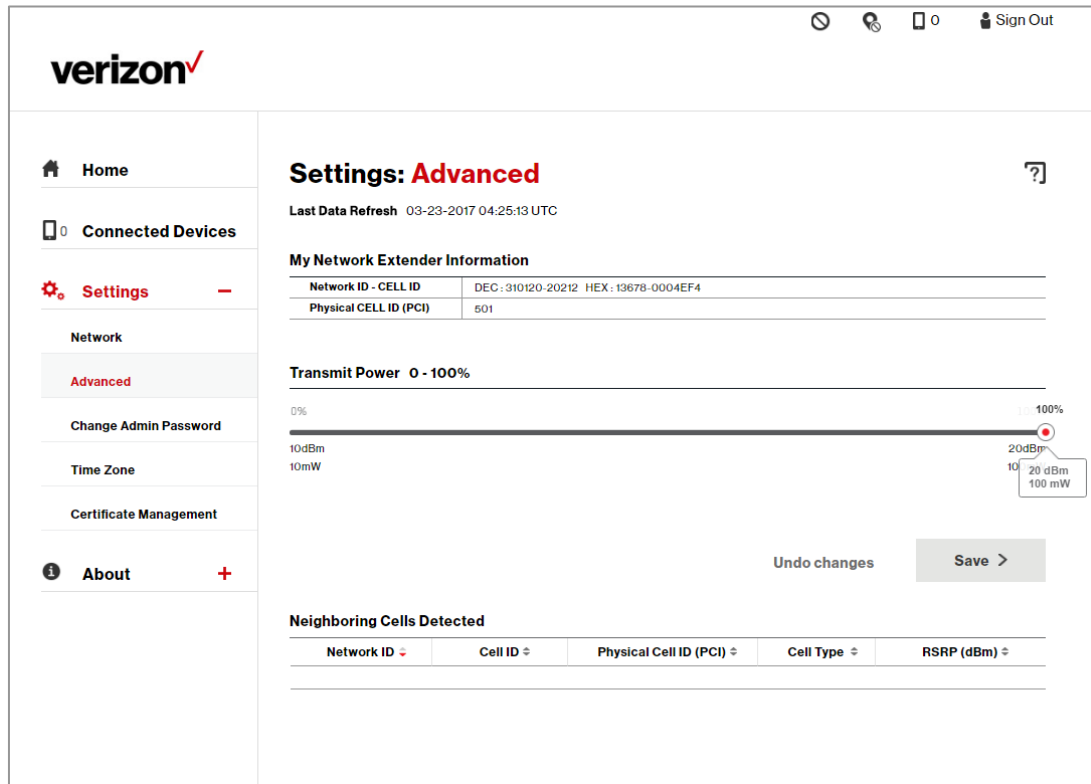 0 Sign Out
verizon
Home
Settings: Advanced
Last Data Refresh 03-23-2017 04:25:13 UTC
0 Connected Devices
My Network Extender Information
Network ID - CELL ID DEC : 310120-20212 HEX : 13678-0004EF4
Physical CELL ID (PCI) 501
Settings
Network
Advanced
Change Admin Password
Time Zone
Certificate Management
About
Transmit Power 0 - 100%
0% 100%
10dBm 20dBm
10mW
20 dBm
100 mW
Undo changes Save
Neighboring Cells Detected
Network ID Cell ID Physical Cell ID (PCI) Cell Type RSRP (dBm)